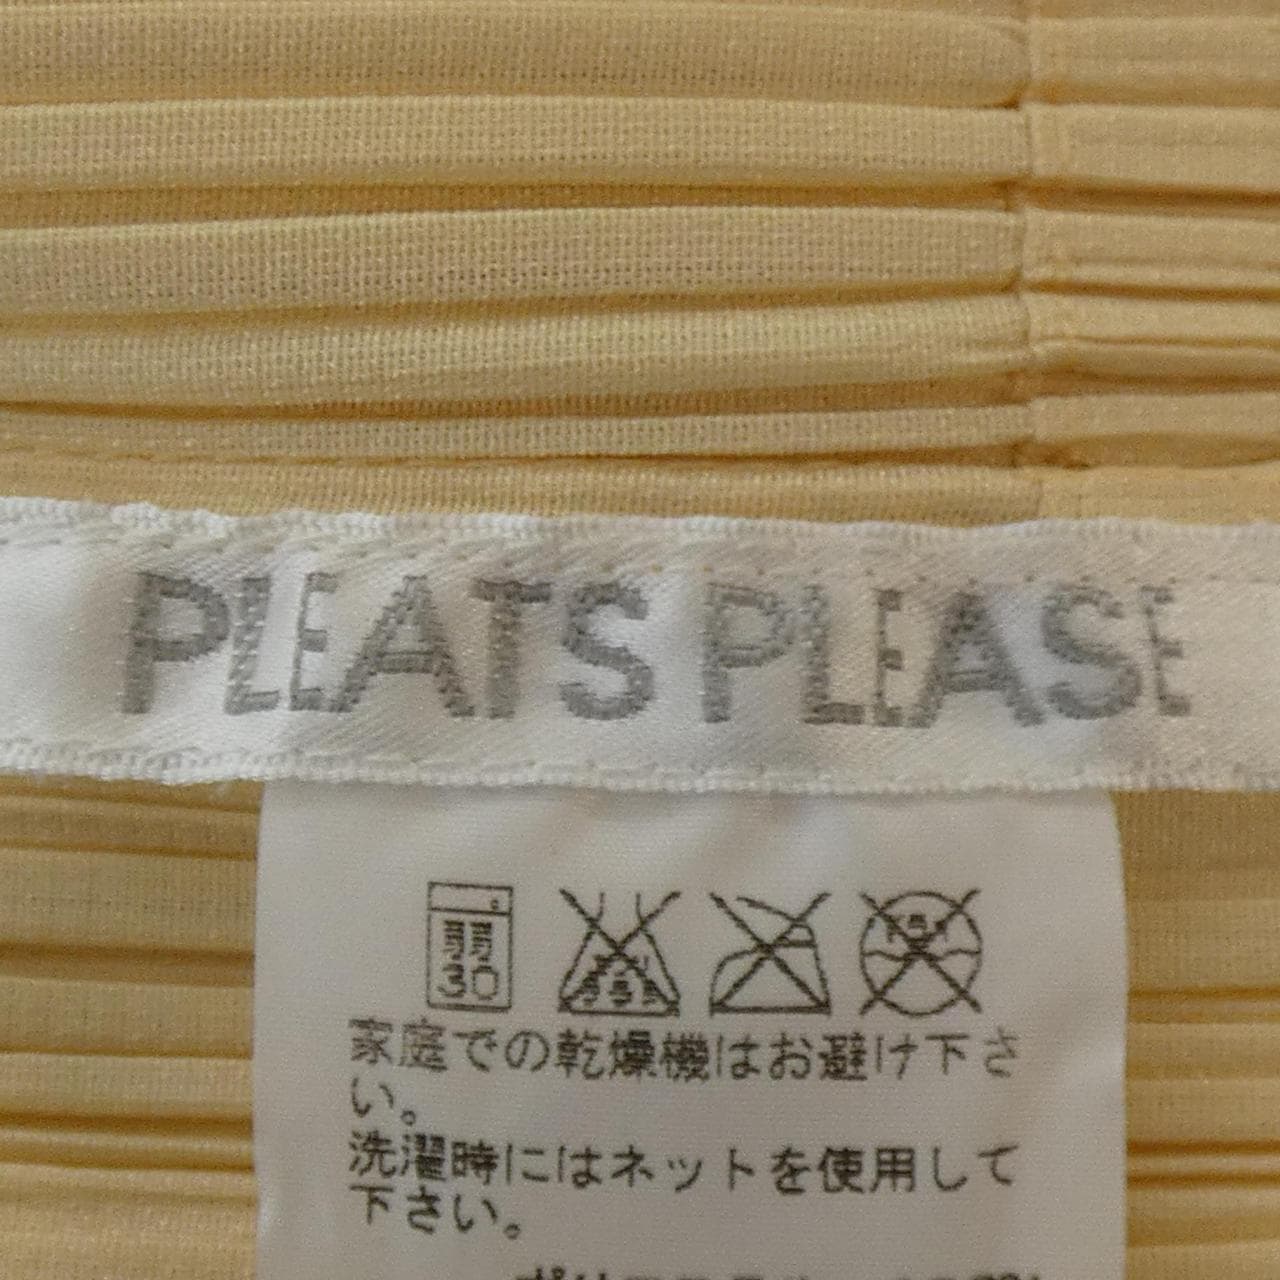 PLEATS PLEASE
弱
30
家庭での乾燥機はお避け下さ
い。
洗濯時にはネットを使用して
下さい。